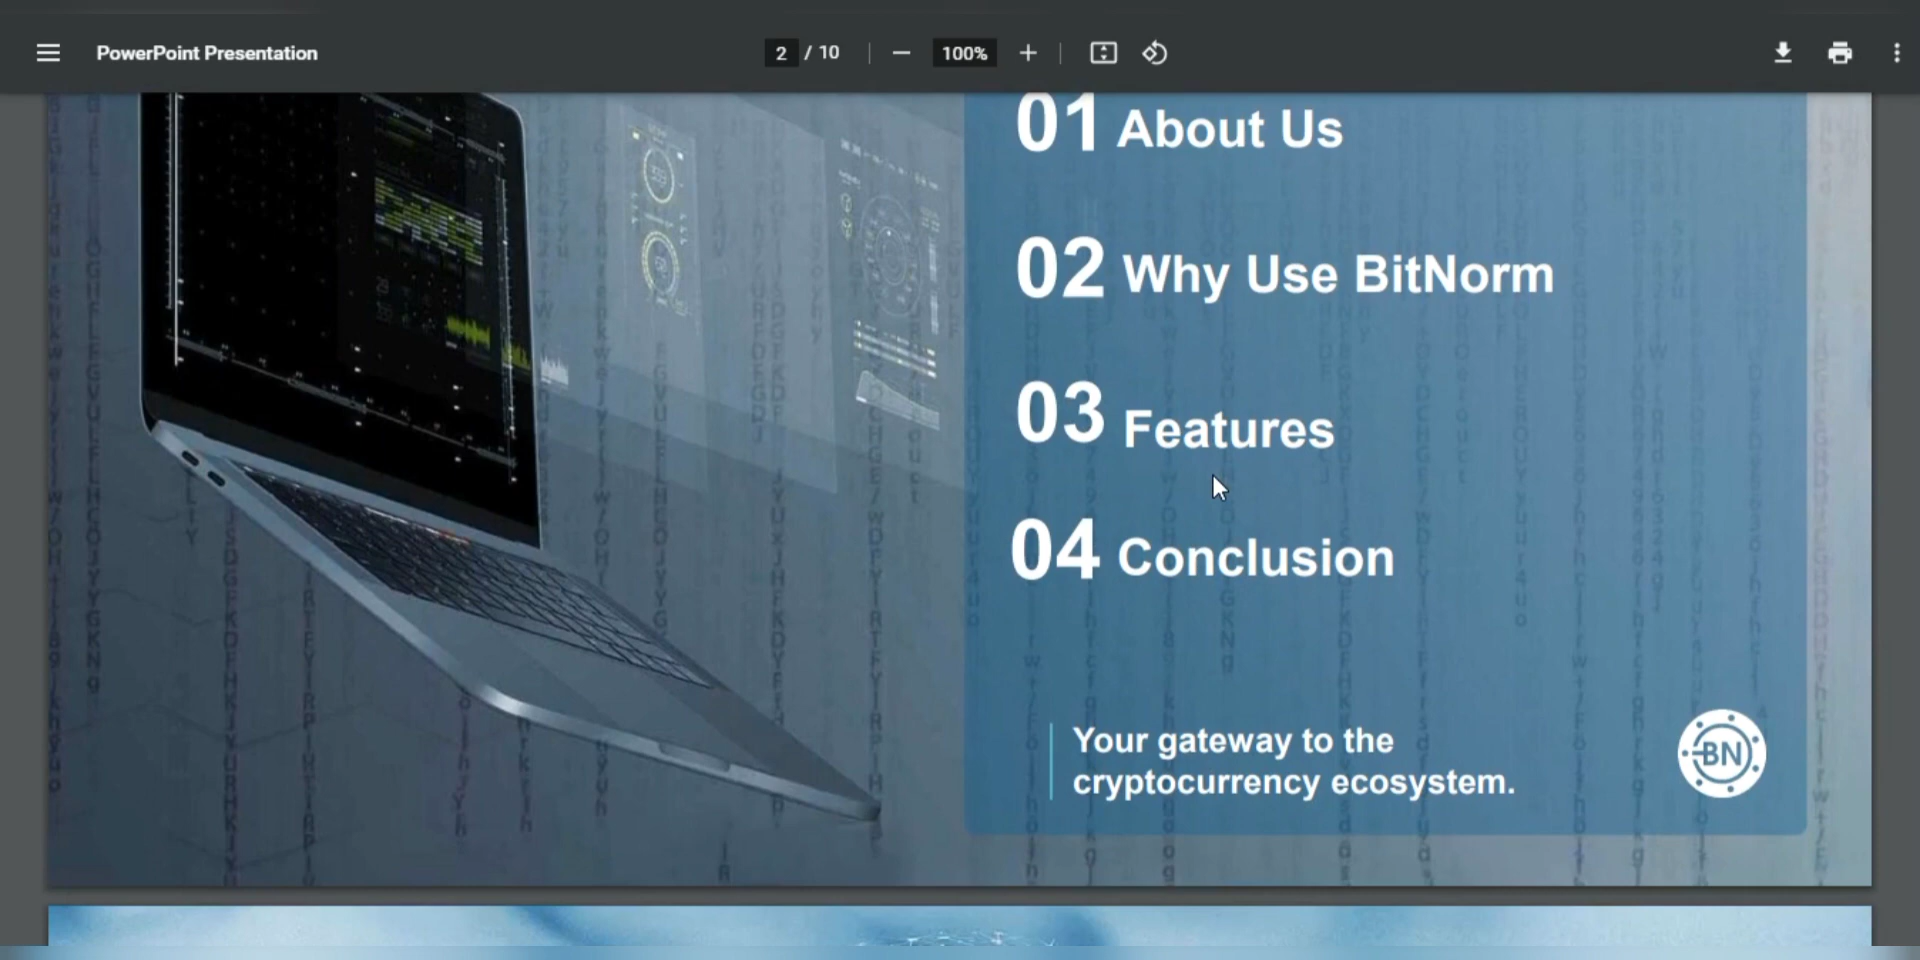 PowerPoint Presentation
2 / 10
100%
01 About Us
02 Why Use BitNorm
03 Features
04 Conclusion
Your gateway to the
cryptocurrency ecosystem.
BN